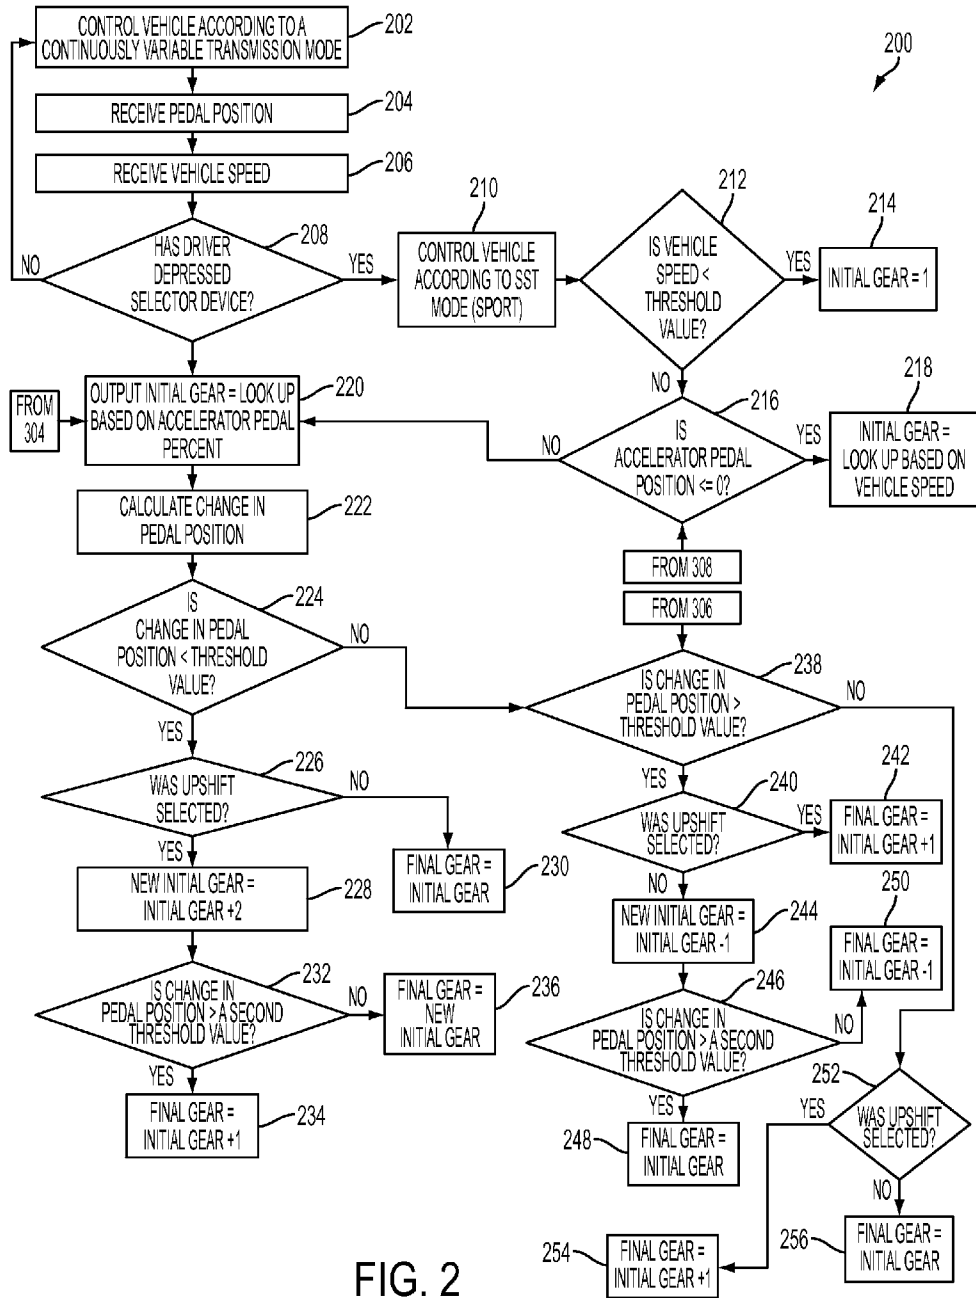 CONTROL VEHICLE ACCORDING TO A
CONTINUOUSLY VARIABLE TRANSMISSION MODE
202
200
RECEIVE PEDAL POSITION
204
RECEIVE VEHICLE SPEED
206
HAS DRIVER
DEPRESSED
SELECTOR DEVICE?
208
NO
YES
210
CONTROL VEHICLE
ACCORDING TO SST
MODE (SPORT)
212
IS VEHICLE
SPEED <
THRESHOLD
VALUE?
YES
NO
214
INITIAL GEAR = 1
FROM
304
OUTPUT INITIAL GEAR = LOOK UP
BASED ON ACCELERATOR PEDAL
PERCENT
220
216
IS
ACCELERATOR PEDAL
POSITION <= 0?
NO
YES
218
INITIAL GEAR =
LOOK UP BASED ON
VEHICLE SPEED
CALCULATE CHANGE IN
PEDAL POSITION
222
FROM 308
FROM 306
IS
CHANGE IN PEDAL
POSITION < THRESHOLD
VALUE?
224
NO
YES
IS CHANGE IN
PEDAL POSITION >
THRESHOLD VALUE?
238
NO
YES
WAS UPSHIFT
SELECTED?
226
NO
YES
FINAL GEAR =
INITIAL GEAR
230
WAS UPSHIFT
SELECTED?
240
YES
NO
242
FINAL GEAR =
INITIAL GEAR +1
NEW INITIAL GEAR =
INITIAL GEAR +2
228
NEW INITIAL GEAR =
INITIAL GEAR -1
244
250
FINAL GEAR =
INITIAL GEAR -1
IS CHANGE IN
PEDAL POSITION > A SECOND
THRESHOLD VALUE?
232
NO
YES
FINAL GEAR =
NEW
INITIAL GEAR
236
IS CHANGE IN
PEDAL POSITION > A SECOND
THRESHOLD VALUE?
246
NO
YES
FINAL GEAR =
INITIAL GEAR +1
234
248
FINAL GEAR =
INITIAL GEAR
252
WAS UPSHIFT
SELECTED?
YES
NO
254
FINAL GEAR =
INITIAL GEAR +1
256
FINAL GEAR =
INITIAL GEAR
FIG. 2